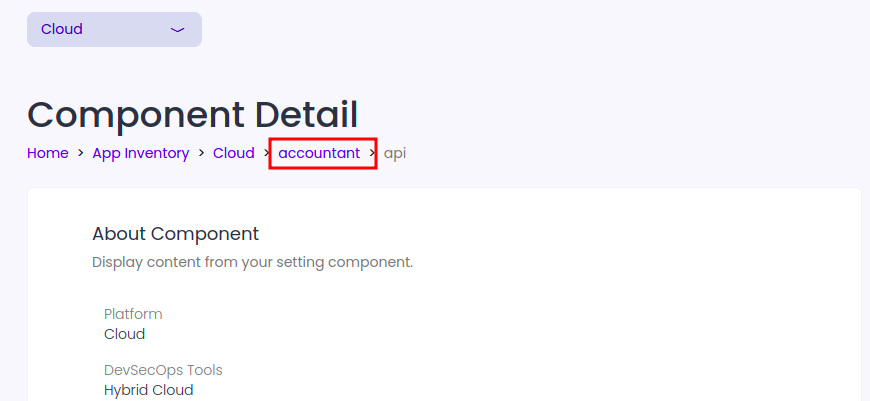 Cloud
Component Detail
Home > App Inventory > Cloud > accountant > api
About Component
Display content from your setting component.
Platform
Cloud
DevSecOps Tools
Hybrid Cloud